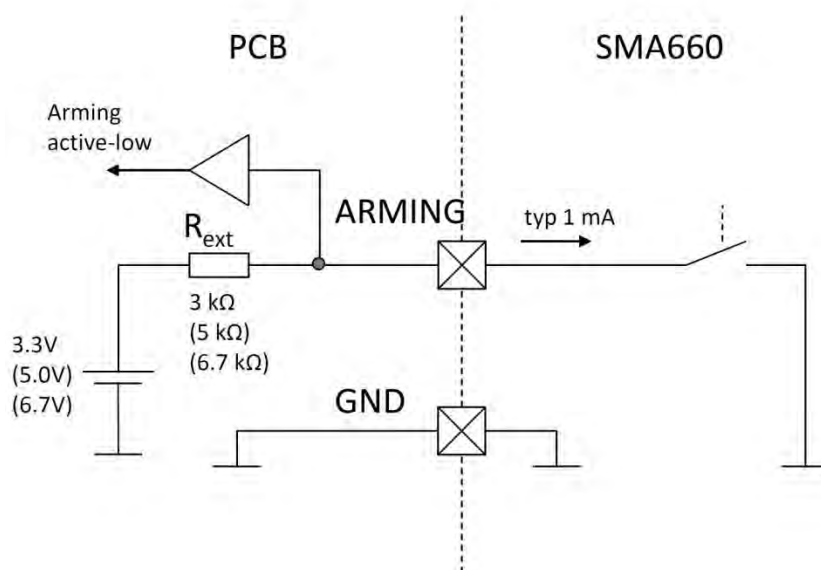 PCB
SMA660
Arming
active-low
ARMING
typ 1 mA
R_ext
3 kΩ
(5 kΩ)
(6.7 kΩ)
3.3V
(5.0V)
(6.7V)
GND